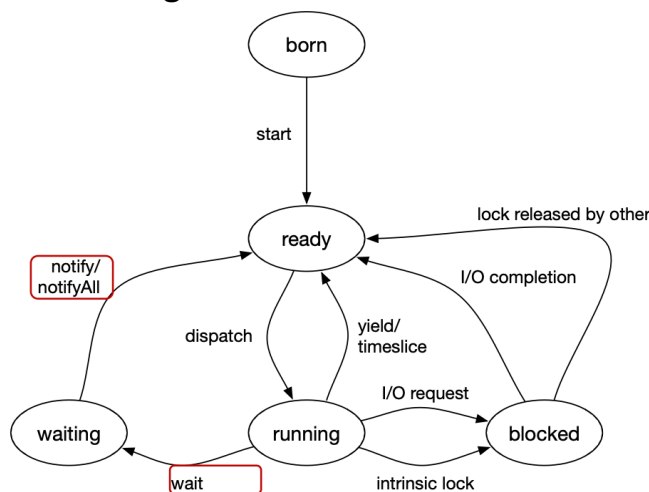 born
start
lock released by other
ready
notify/
notifyAll
I/O completion
dispatch
yield/
timeslice
I/O request
waiting
running
blocked
wait
intrinsic lock